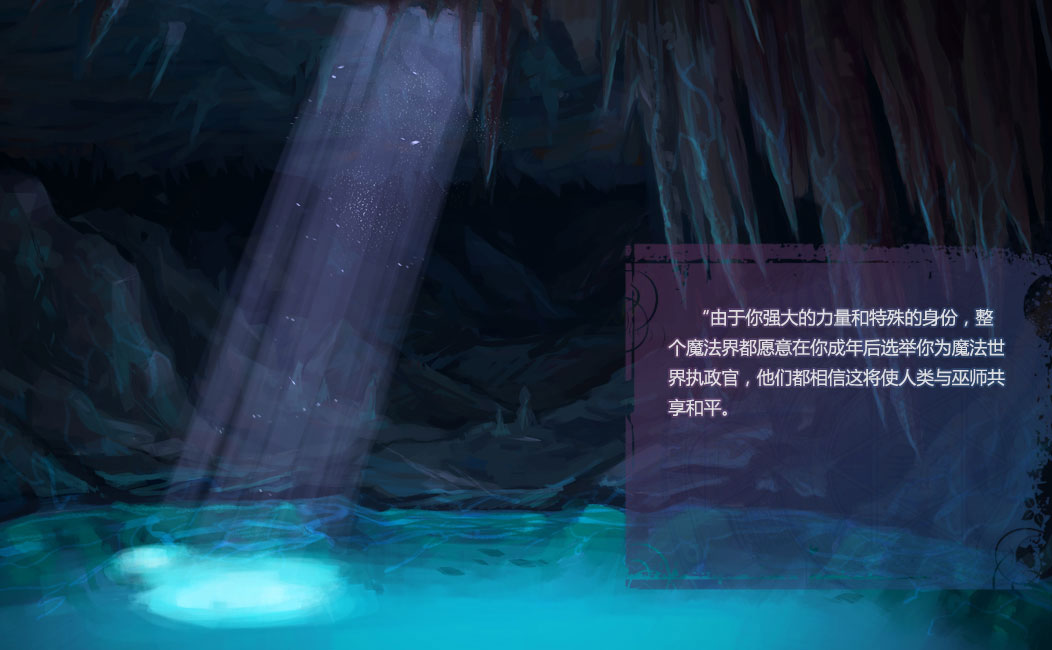 “由于你强大的力量和特殊的身份，整
个魔法界都愿意在你成年后选举你为魔法世
界执政官，他们都相信这将使人类与巫师共
享和平。